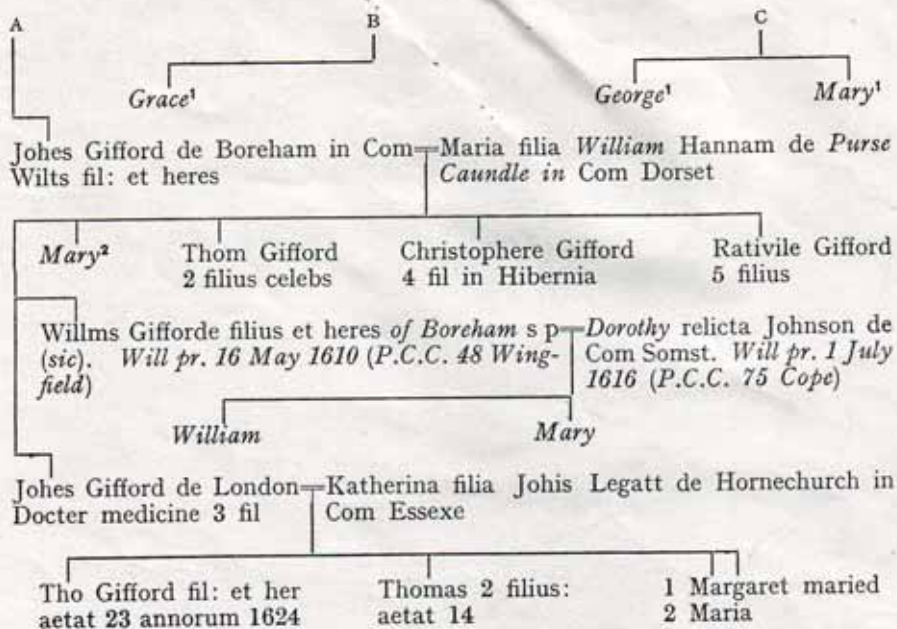 A B C
Grace¹ George¹ Mary¹
Johes Gifford de Boreham in Com Wilts fil: et heres
Maria filia William Hannam de Purse Caundle in Com Dorset
Mary²
Thom Gifford
2 filius celebs
Christophere Gifford
4 fil in Hibernia
Rativile Gifford
5 filius
Willms Gifforde filius et heres of Boreham s p
(sic). Will pr. 16 May 1610 (P.C.C. 48 Wing-
field)
Dorothy relicta Johnson de
Com Somst. Will pr. 1 July
1616 (P.C.C. 75 Cope)
William Mary
Johes Gifford de London
Docter medicine 3 fil
Katherina filia Johis Legatt de Hornechurch in
Com Essexe
Tho Gifford fil: et her
aetat 23 annorum 1624
Thomas 2 filius:
aetat 14
1 Margaret maried
2 Maria